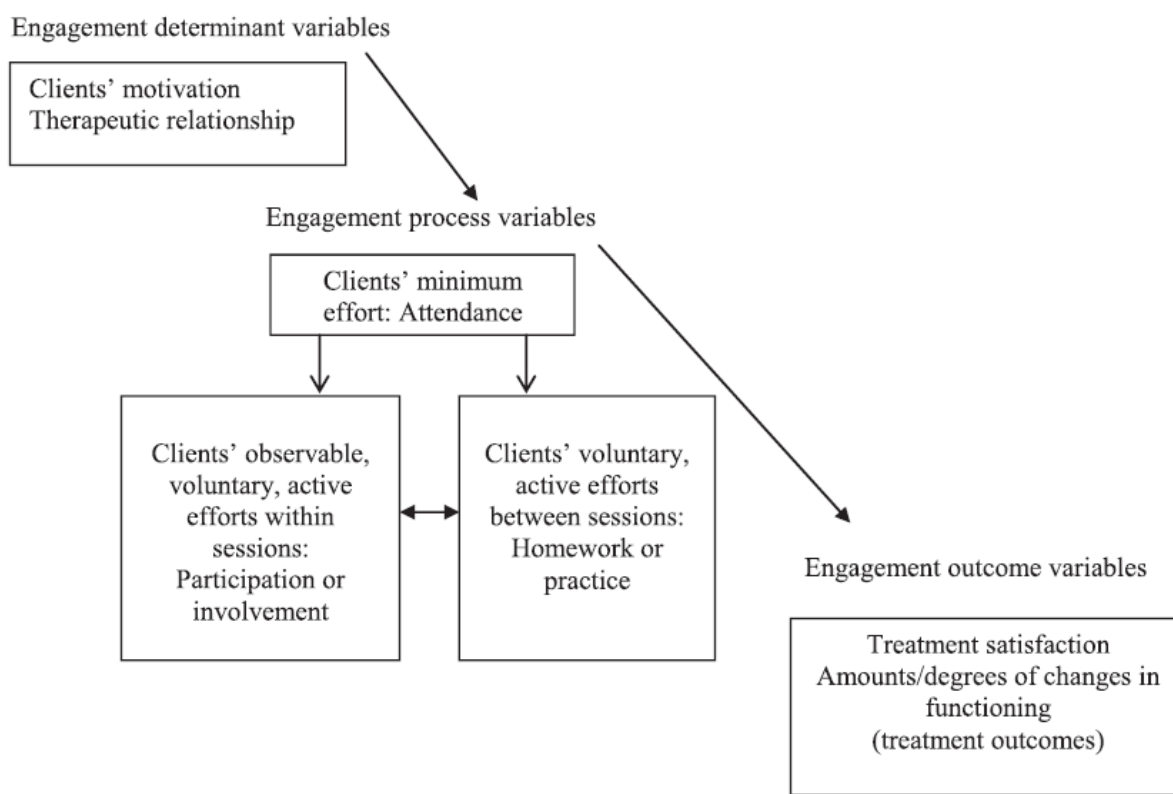 Engagement determinant variables
Clients’ motivation
Therapeutic relationship
Engagement process variables
Clients’ minimum
effort: Attendance
Clients’ observable,
voluntary, active
efforts within
sessions:
Participation or
involvement
Clients’ voluntary,
active efforts
between sessions:
Homework or
practice
Engagement outcome variables
Treatment satisfaction
Amounts/degrees of changes in
functioning
(treatment outcomes)